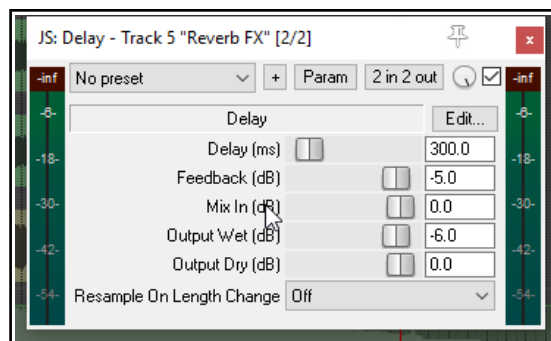 JS: Delay - Track 5 "Reverb FX" [2/2] x
-inf No preset + Param 2 in 2 out -inf
-6- Delay Edit... -6-
Delay (ms) 300.0
-18- Feedback (dB) -5.0 -18-
-30- Mix In (dB) 0.0 -30-
Output Wet (dB) -6.0
-42- Output Dry (dB) 0.0 -42-
-54- Resample On Length Change Off -54-